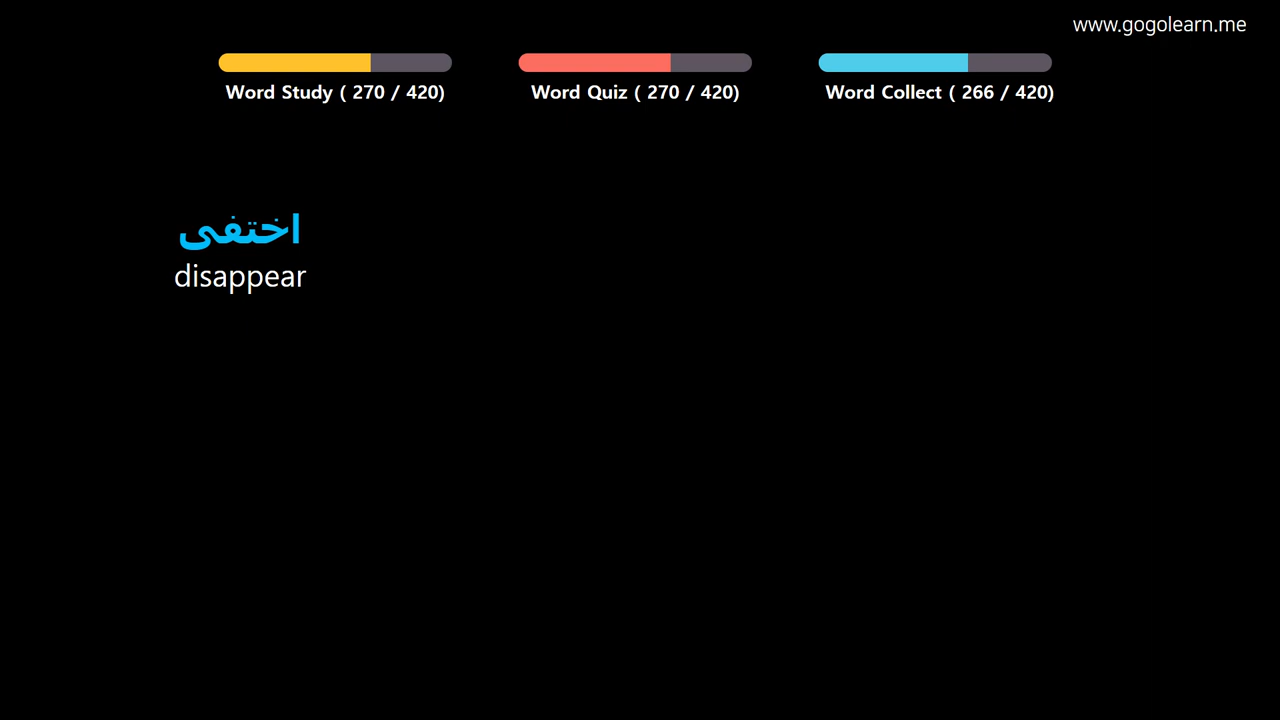 www.gogolearn.me
Word Study ( 270 / 420)
Word Quiz ( 270 / 420)
Word Collect ( 266 / 420)
اختفى
disappear